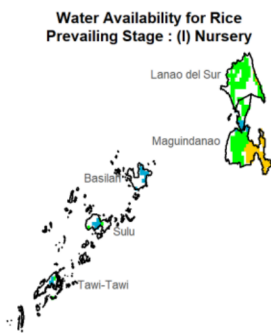 Water Availability for Rice
Prevailing Stage : (I) Nursery
Lanao del Sur
Maguindanao
Basilan
Sulu
Tawi-Tawi